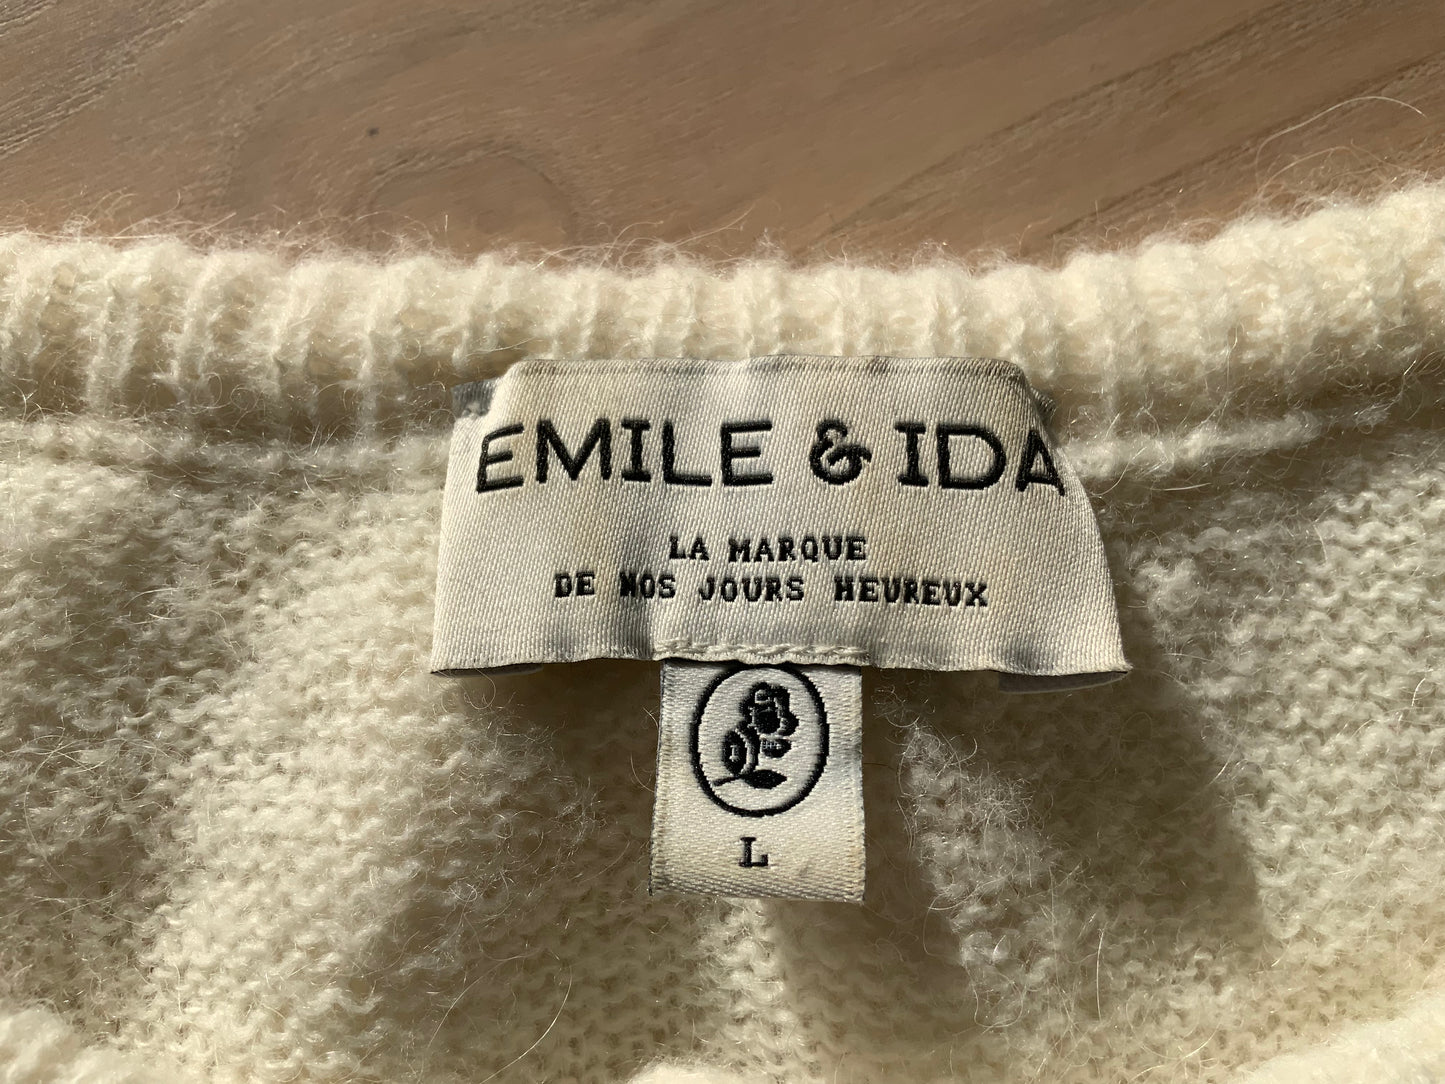 EMILE & IDA
LA MARQUE
DE NOS JOURS HEUREUX
L